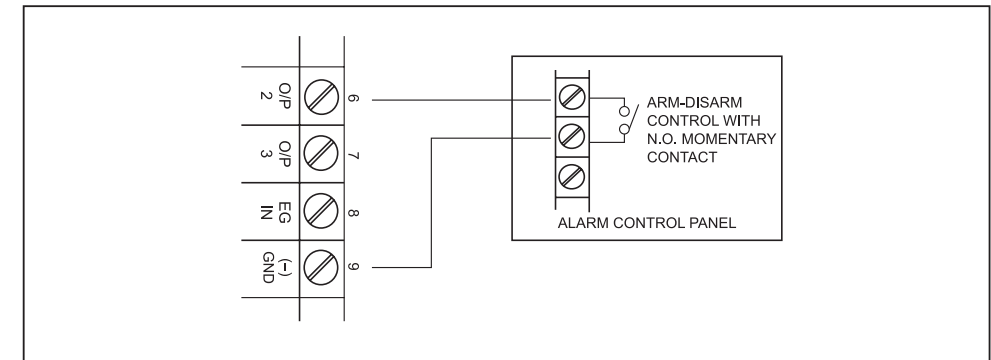 O/P
2
6
O/P
3
7
EG
IN
8
(−)
GND
9
ARM-DISARM
CONTROL WITH
N.O. MOMENTARY
CONTACT
ALARM CONTROL PANEL